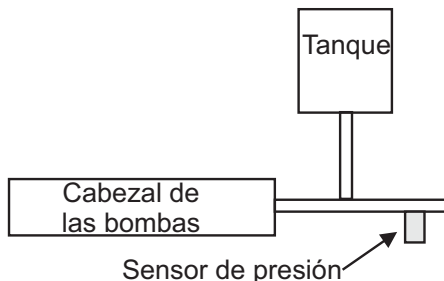 Tanque
Cabezal de
las bombas
Sensor de presión